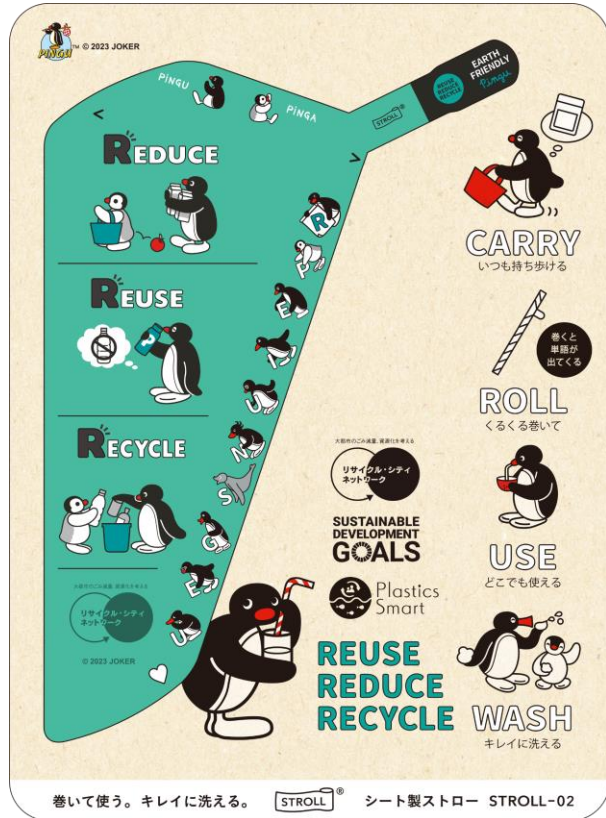 PINGU
TM © 2023 JOKER
EARTH
FRIENDLY
Pingu
REUSE
REDUCE
RECYCLE
STROLL®
PINGU
PINGA
<
>
REDUCE
REUSE
RECYCLE
R
P
E
U
N
S
G
E
U
大阪府のごみ減量、資源化を考える
リサイクル・シティ
ネットワーク
© 2023 JOKER
CARRY
いつも持ち歩ける
巻くと
単語が
出てくる
ROLL
くるくる巻いて
USE
どこでも使える
WASH
キレイに洗える
大阪府のごみ減量、資源化を考える
リサイクル・シティ
ネットワーク
SUSTAINABLE
DEVELOPMENT
GOALS
Plastics
Smart
REUSE
REDUCE
RECYCLE
巻いて使う。キレイに洗える。 STROLL® シート製ストロー STROLL-02